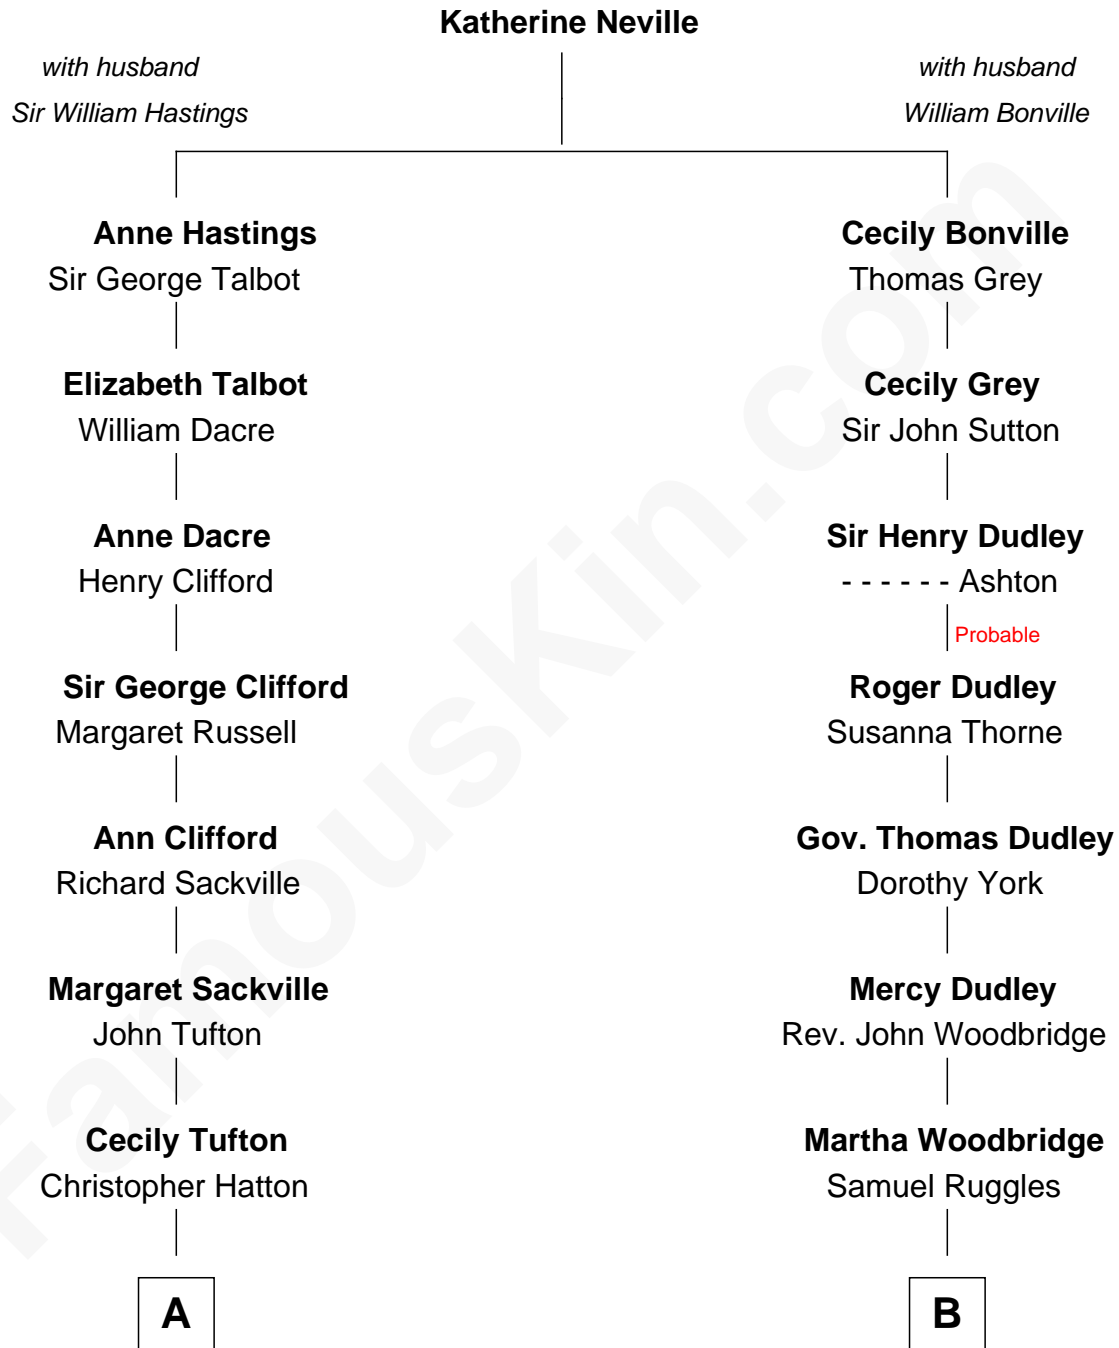 Katherine Neville
with husband
Sir William Hastings
with husband
William Bonville
Anne Hastings
Sir George Talbot
Cecily Bonville
Thomas Grey
Elizabeth Talbot
William Dacre
Cecily Grey
Sir John Sutton
Anne Dacre
Henry Clifford
Sir Henry Dudley
- - - - - - Ashton
Probable
Sir George Clifford
Margaret Russell
Roger Dudley
Susanna Thorne
Ann Clifford
Richard Sackville
Gov. Thomas Dudley
Dorothy York
Margaret Sackville
John Tufton
Mercy Dudley
Rev. John Woodbridge
Cecily Tufton
Christopher Hatton
Martha Woodbridge
Samuel Ruggles
A
B
FamousKin.com